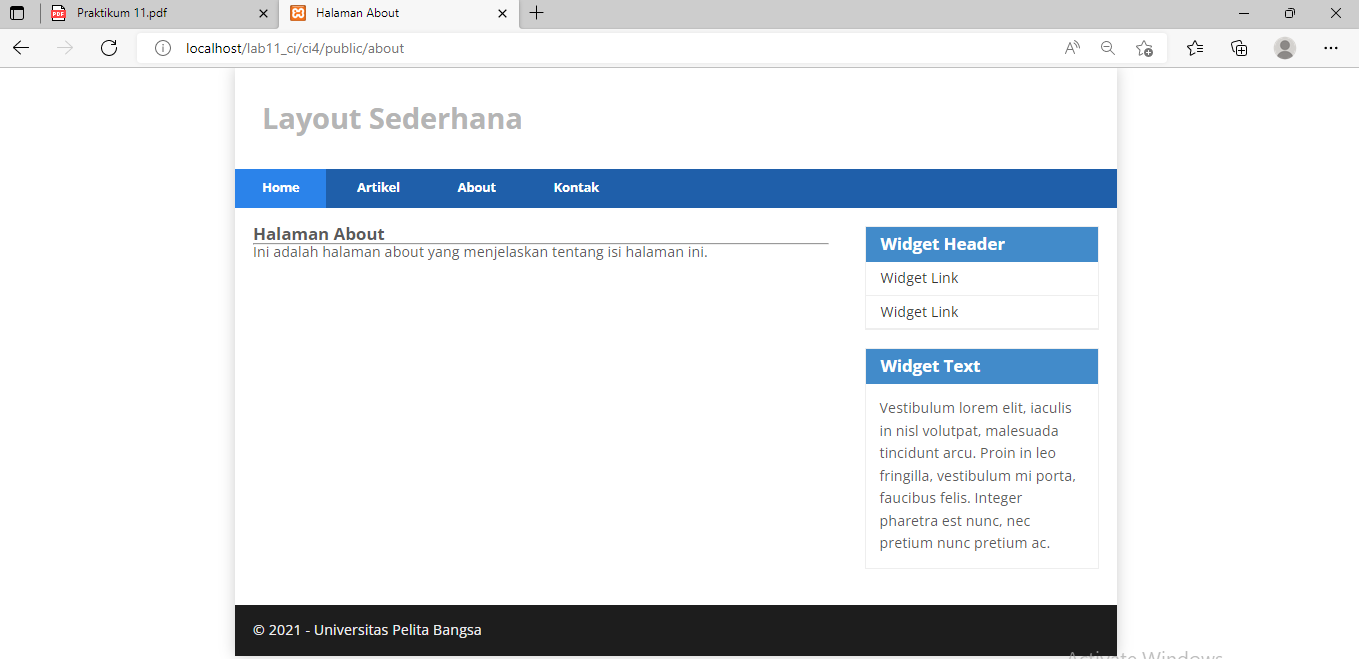 Praktikum 11.pdf
Halaman About
localhost/lab11_ci/ci4/public/about
Layout Sederhana
Home Artikel About Kontak
Halaman About
Ini adalah halaman about yang menjelaskan tentang isi halaman ini.
Widget Header
Widget Link
Widget Link
Widget Text
Vestibulum lorem elit, iaculis
in nisl volutpat, malesuada
tincidunt arcu. Proin in leo
fringilla, vestibulum mi porta,
faucibus felis. Integer
pharetra est nunc, nec
pretium nunc pretium ac.
© 2021 - Universitas Pelita Bangsa
Activate Windows